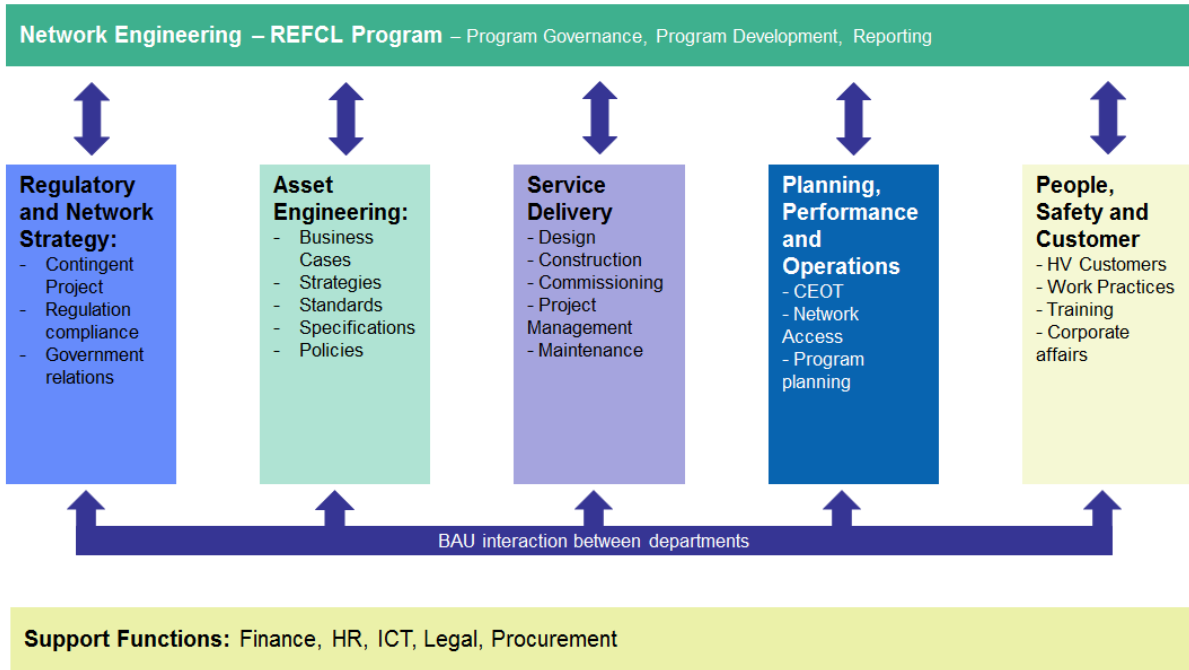 Network Engineering – REFCL Program – Program Governance, Program Development, Reporting
Regulatory
and Network
Strategy:
- Contingent
Project
- Regulation
compliance
- Government
relations
Asset
Engineering:
- Business
Cases
- Strategies
- Standards
- Specifications
- Policies
Service
Delivery
- Design
- Construction
- Commissioning
- Project
Management
- Maintenance
Planning,
Performance
and
Operations
- CEOT
- Network
Access
- Program
planning
People,
Safety and
Customer
- HV Customers
- Work Practices
- Training
- Corporate
affairs
BAU interaction between departments
Support Functions: Finance, HR, ICT, Legal, Procurement